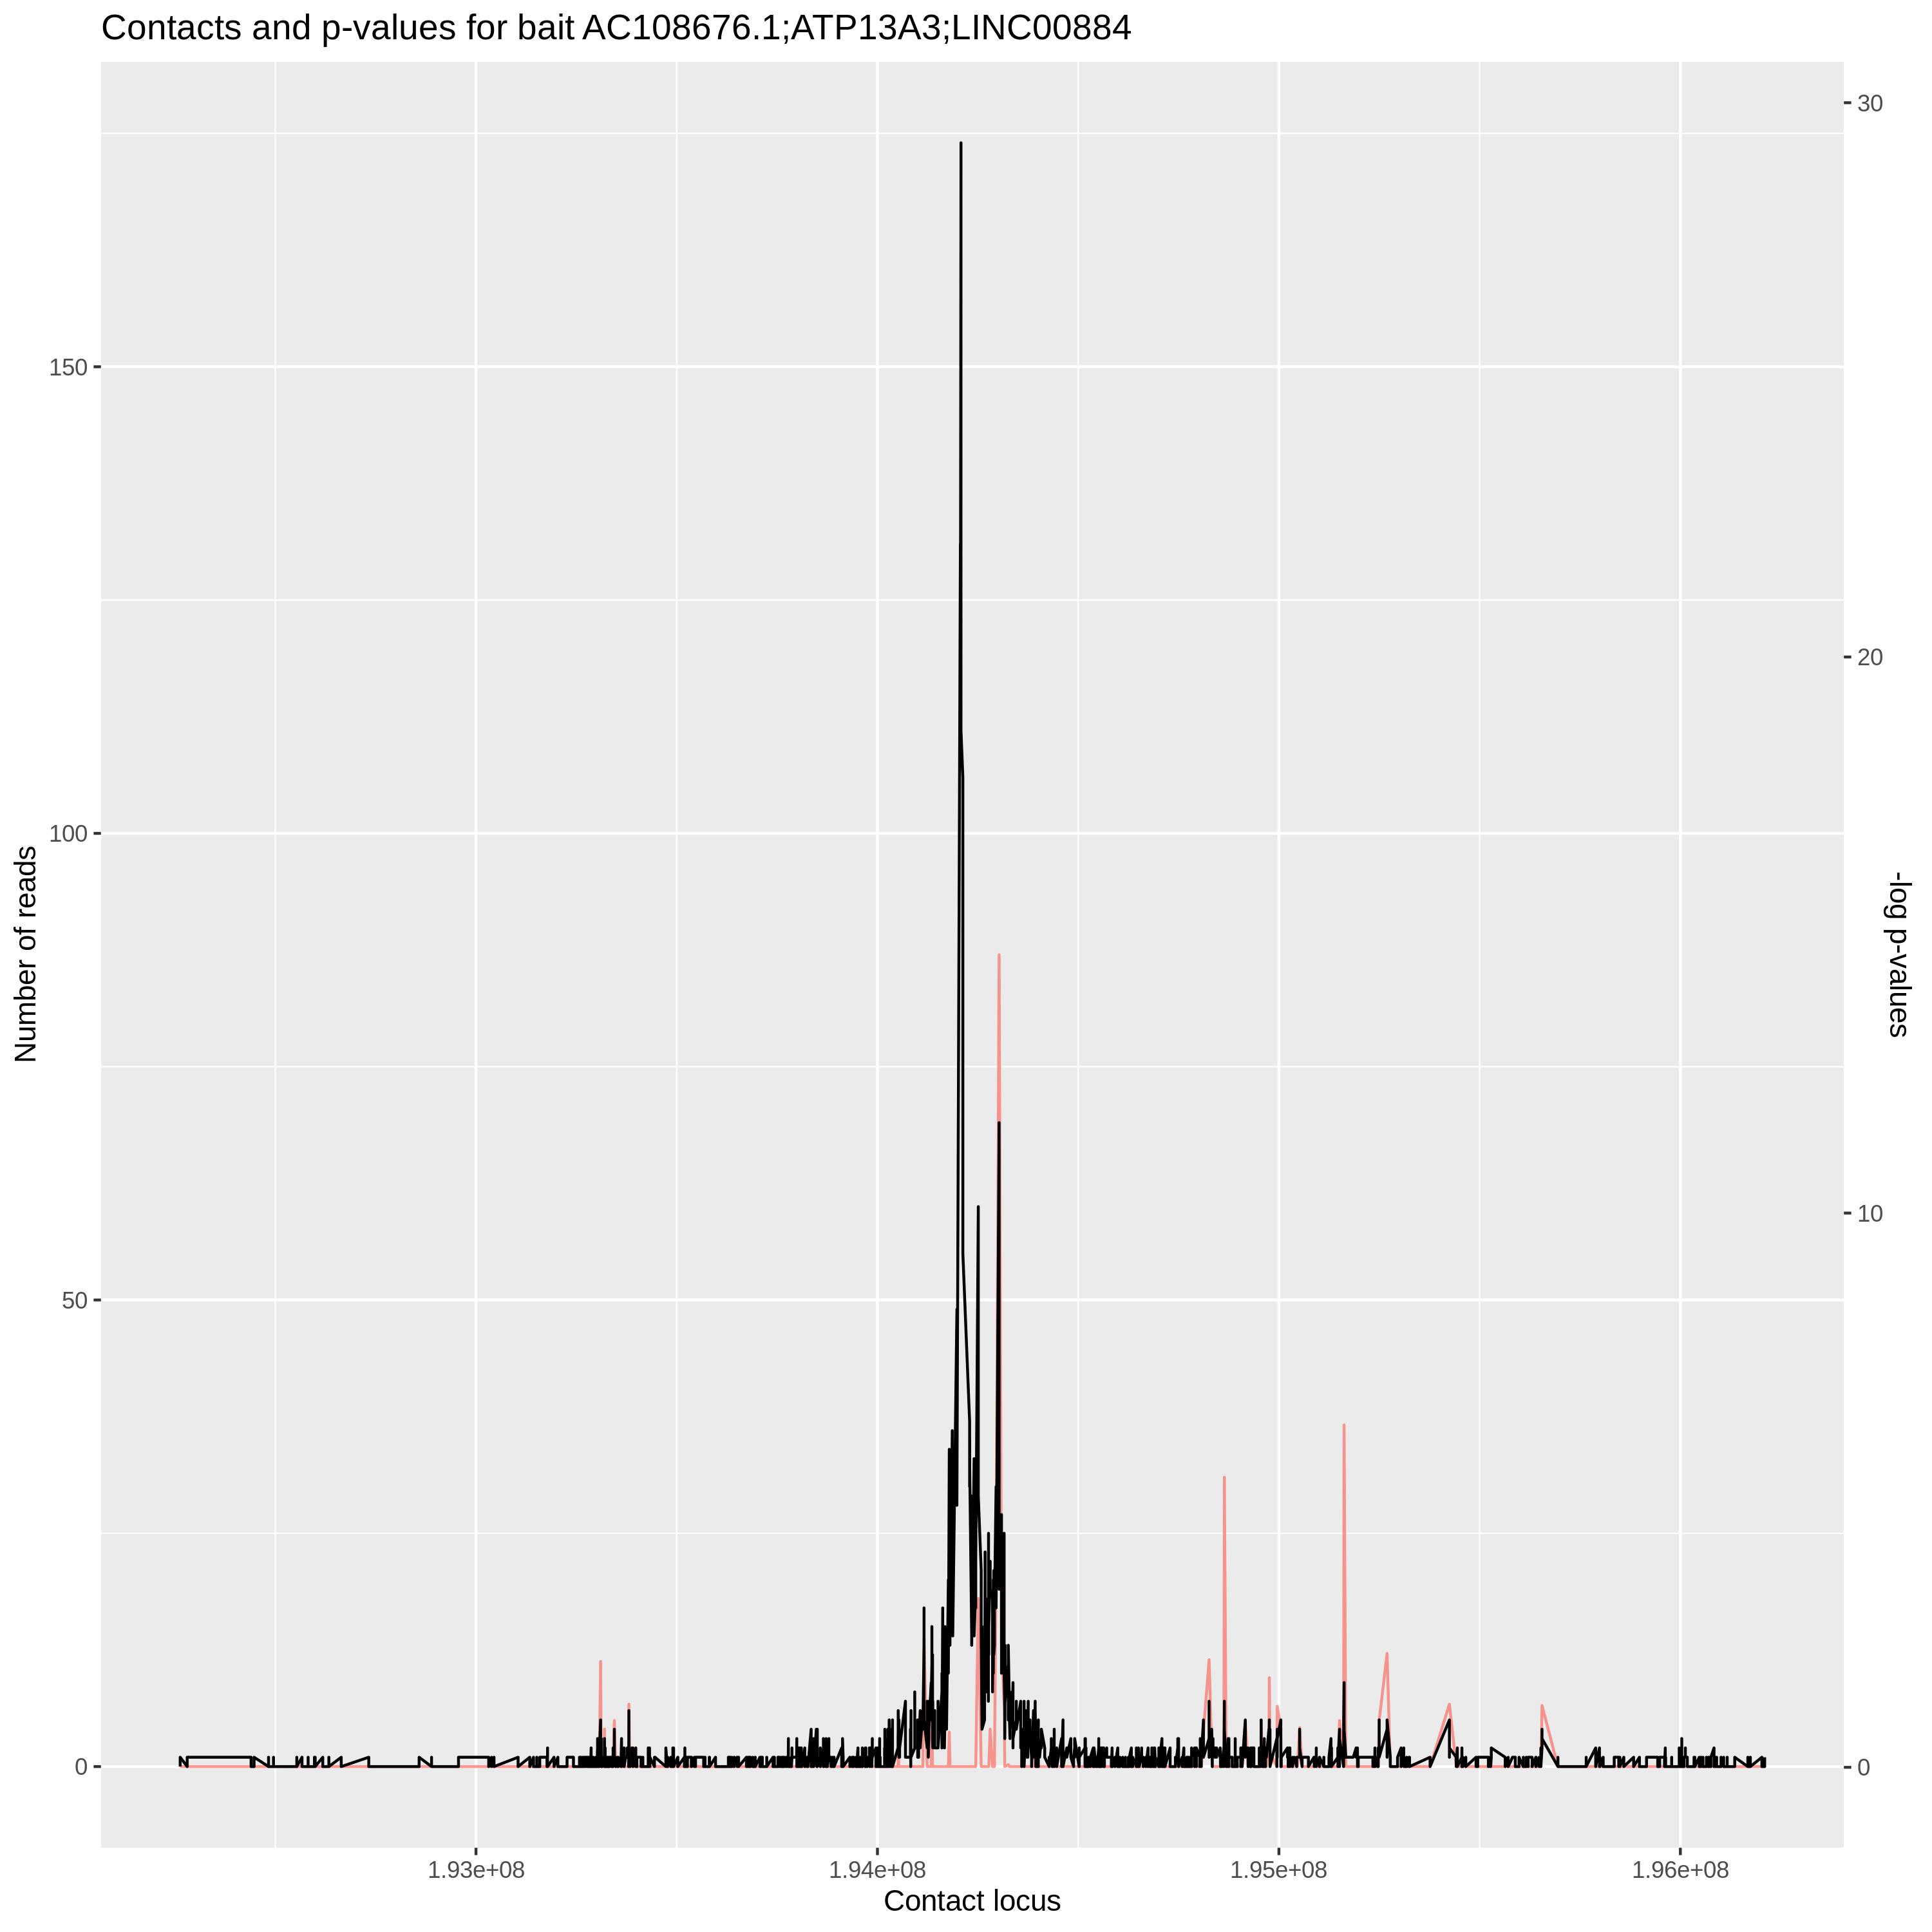 Contacts and p-values for bait AC108676.1;ATP13A3;LINC00884
Number of reads
150
100
50
0
30
20
10
0
-log p-values
1.93e+08 1.94e+08 1.95e+08 1.96e+08
Contact locus